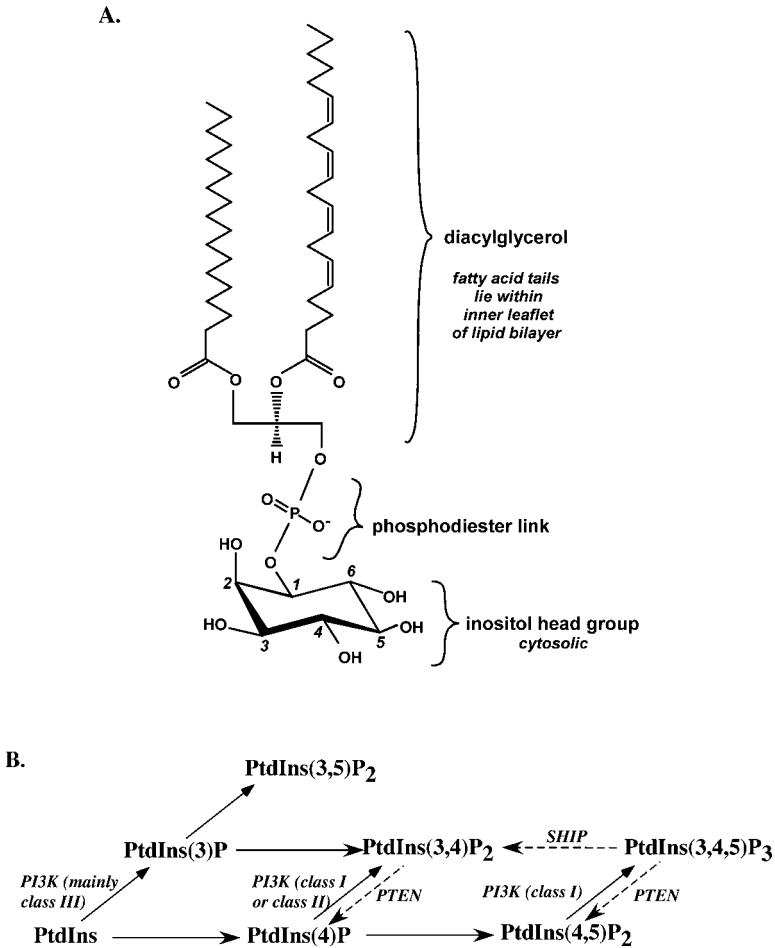 A.
diacylglycerol
fatty acid tails
lie within
inner leaflet
of lipid bilayer
O O O O
H
O
O
P O-
phosphodiester link
O
HO
2 1 6
OH
HO 3 4 5 OH
OH
inositol head group
cytosolic
B.
PtdIns(3,5)P2
PtdIns(3)P PtdIns(3,4)P2 SHIP PtdIns(3,4,5)P3
PI3K (mainly
class III)
PI3K (class I
or class II)
PTEN
PI3K (class I)
PTEN
PtdIns PtdIns(4)P PtdIns(4,5)P2